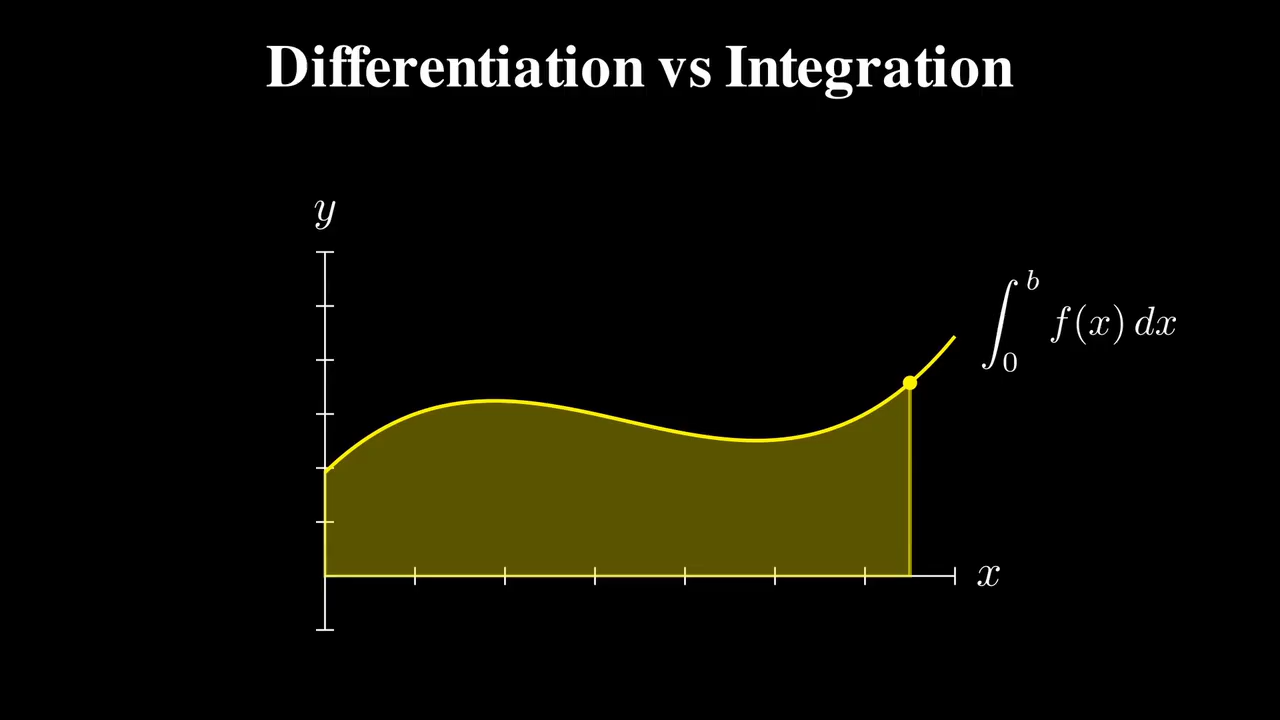 Differentiation vs Integration
y
∫₀ᵇ f(x) dx
x